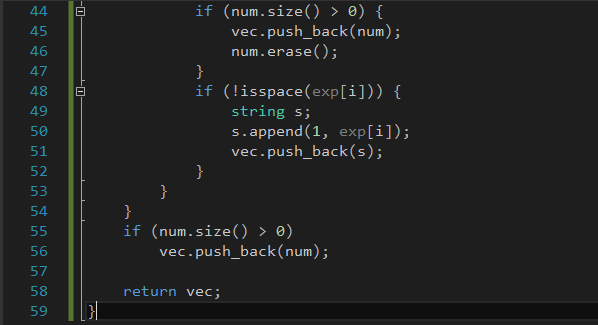 44 if (num.size() > 0) {
45 vec.push_back(num);
46 num.erase();
47 }
48 if (!isspace(exp[i])) {
49 string s;
50 s.append(1, exp[i]);
51 vec.push_back(s);
52 }
53 }
54 }
55 if (num.size() > 0)
56 vec.push_back(num);
57
58 return vec;
59 }